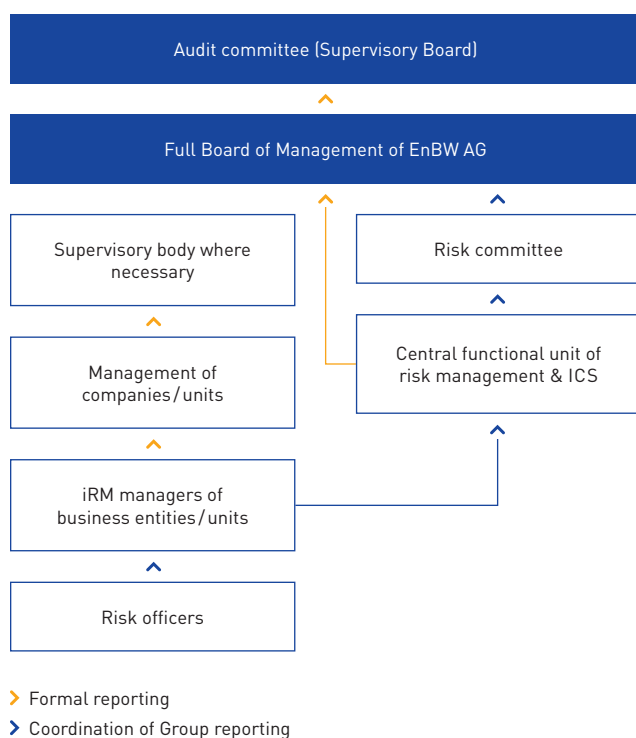 Audit committee (Supervisory Board)
Full Board of Management of EnBW AG
Supervisory body where
necessary
Risk committee
Management of
companies/units
Central functional unit of
risk management & ICS
iRM managers of
business entities/units
Risk officers
Formal reporting
Coordination of Group reporting